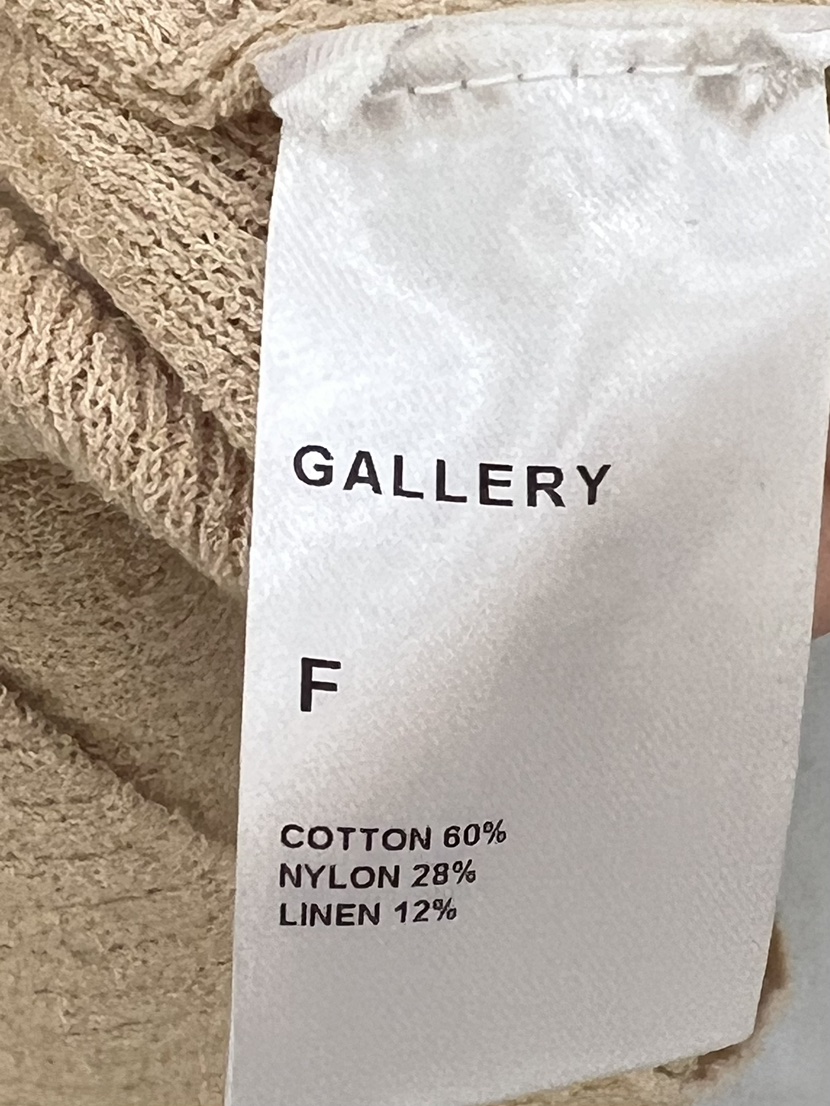 GALLERY
F
COTTON 60%
NYLON 28%
LINEN 12%